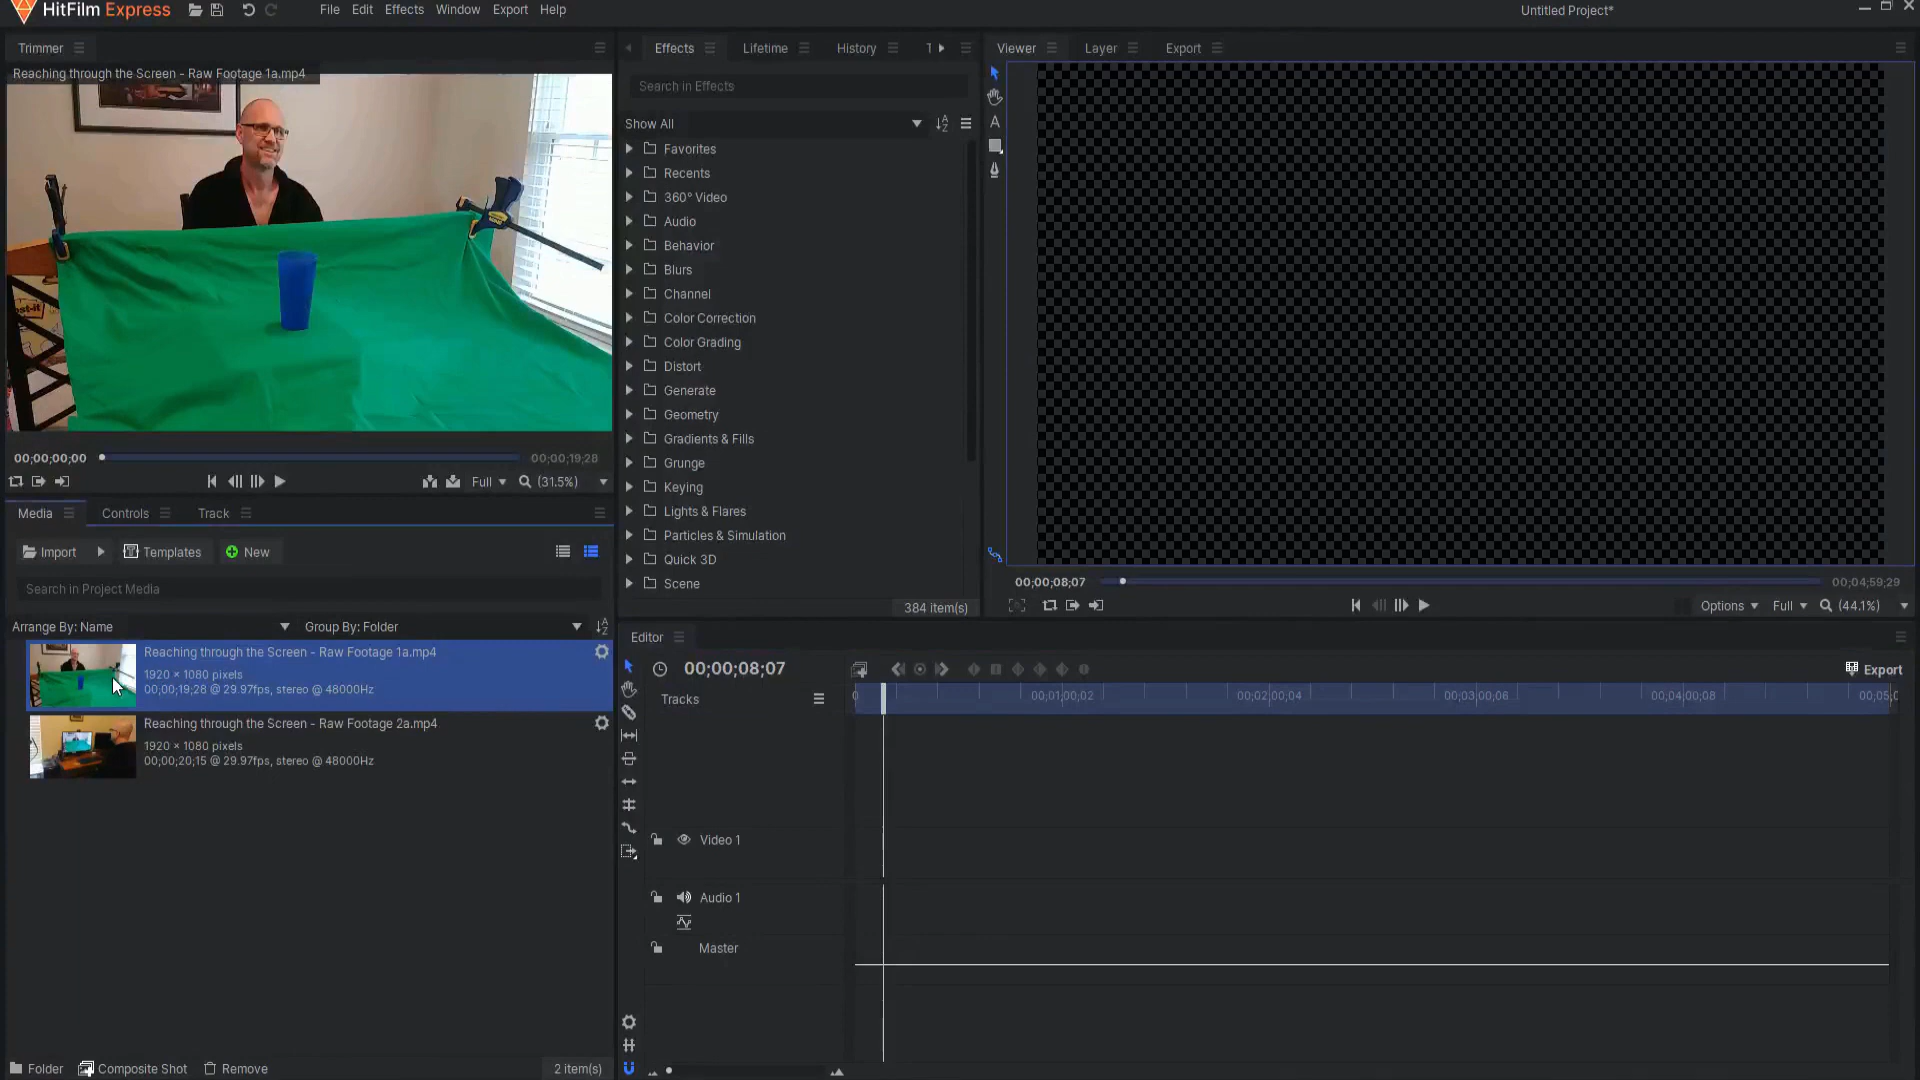 HitFilm Express
File Edit Effects Window Export Help
Untitled Project*
Trimmer
Reaching through the Screen - Raw Footage 1a.mp4
00;00;00;00
00;00;19;28
Full
(31.5%)
Media Controls Track
Import Templates New
Search in Project Media
Arrange By: Name Group By: Folder
Reaching through the Screen - Raw Footage 1a.mp4
1920 × 1080 pixels
00;00;19;28 @ 29.97fps, stereo @ 48000Hz
Reaching through the Screen - Raw Footage 2a.mp4
1920 × 1080 pixels
00;00;20;15 @ 29.97fps, stereo @ 48000Hz
Folder Composite Shot Remove
2 item(s)
Effects Lifetime History T
Search in Effects
Show All
Favorites
Recents
360° Video
Audio
Behavior
Blurs
Channel
Color Correction
Color Grading
Distort
Generate
Geometry
Gradients & Fills
Grunge
Keying
Lights & Flares
Particles & Simulation
Quick 3D
Scene
384 item(s)
Viewer Layer Export
A
00;00;08;07
00;04;59;29
Options Full (44.1%)
Editor
00;00;08;07
Export
Tracks
0 00;01;00;02 00;02;00;04 00;03;00;06 00;04;00;08 00;05;0
Video 1
Audio 1
Master